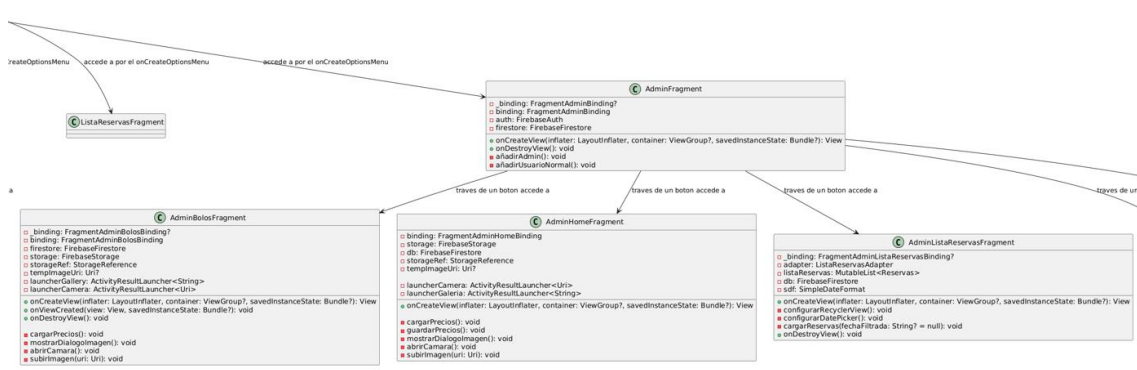 reateOptionsMenu
accede a por el onCreateOptionsMenu
accede a por el onCreateOptionsMenu
C ListaReservasFragment
C AdminFragment
_binding: FragmentAdminBinding?
binding: FragmentAdminBinding
auth: FirebaseAuth
firestore: FirebaseFirestore
onCreateView(inflater: LayoutInflater, container: ViewGroup?, savedInstanceState: Bundle?): View
onDestroyView(): void
añadirAdmin(): void
añadirUsuarioNormal(): void
a
traves de un boton accede a
traves de un boton accede a
traves de un boton accede a
traves de ur
C AdminBolosFragment
_binding: FragmentAdminBolosBinding?
binding: FragmentAdminBolosBinding
firestore: FirebaseFirestore
storage: FirebaseStorage
storageRef: StorageReference
tempImageUri: Uri?
launcherGallery: ActivityResultLauncher<String>
launcherCamera: ActivityResultLauncher<Uri>
onCreateView(inflater: LayoutInflater, container: ViewGroup?, savedInstanceState: Bundle?): View
onViewCreated(view: View, savedInstanceState: Bundle?): void
onDestroyView(): void
cargarPrecios(): void
mostrarDialogoImagen(): void
abrirCamara(): void
subirImagen(uri: Uri): void
C AdminHomeFragment
binding: FragmentAdminHomeBinding
storage: FirebaseStorage
db: FirebaseFirestore
storageRef: StorageReference
tempImageUri: Uri?
launcherCamera: ActivityResultLauncher<Uri>
launcherGaleria: ActivityResultLauncher<String>
onCreateView(inflater: LayoutInflater, container: ViewGroup?, savedInstanceState: Bundle?): View
cargarPrecios(): void
guardarPrecios(): void
mostrarDialogoImagen(): void
abrirCamara(): void
subirImagen(uri: Uri): void
C AdminListaReservasFragment
_binding: FragmentAdminListaReservasBinding?
adapter: ListaReservasAdapter
listaReservas: MutableList<Reservas>
db: FirebaseFirestore
sdf: SimpleDateFormat
onCreateView(inflater: LayoutInflater, container: ViewGroup?, savedInstanceState: Bundle?): View
configurarRecyclerView(): void
configurarDatePicker(): void
cargarReservas(fechaFiltrada: String? = null): void
onDestroyView(): void